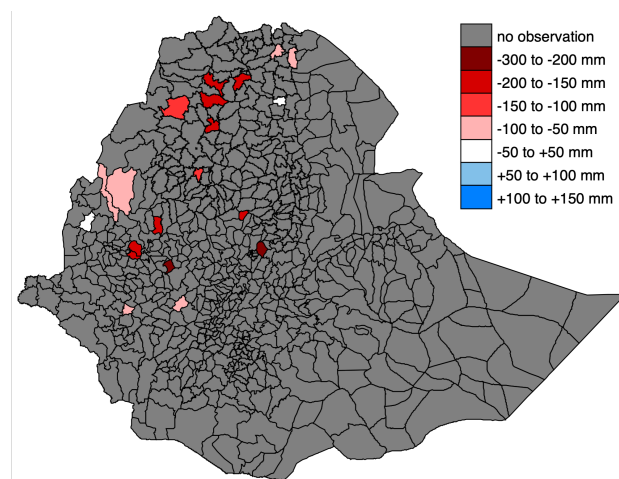 no observation
-300 to -200 mm
-200 to -150 mm
-150 to -100 mm
-100 to -50 mm
-50 to +50 mm
+50 to +100 mm
+100 to +150 mm